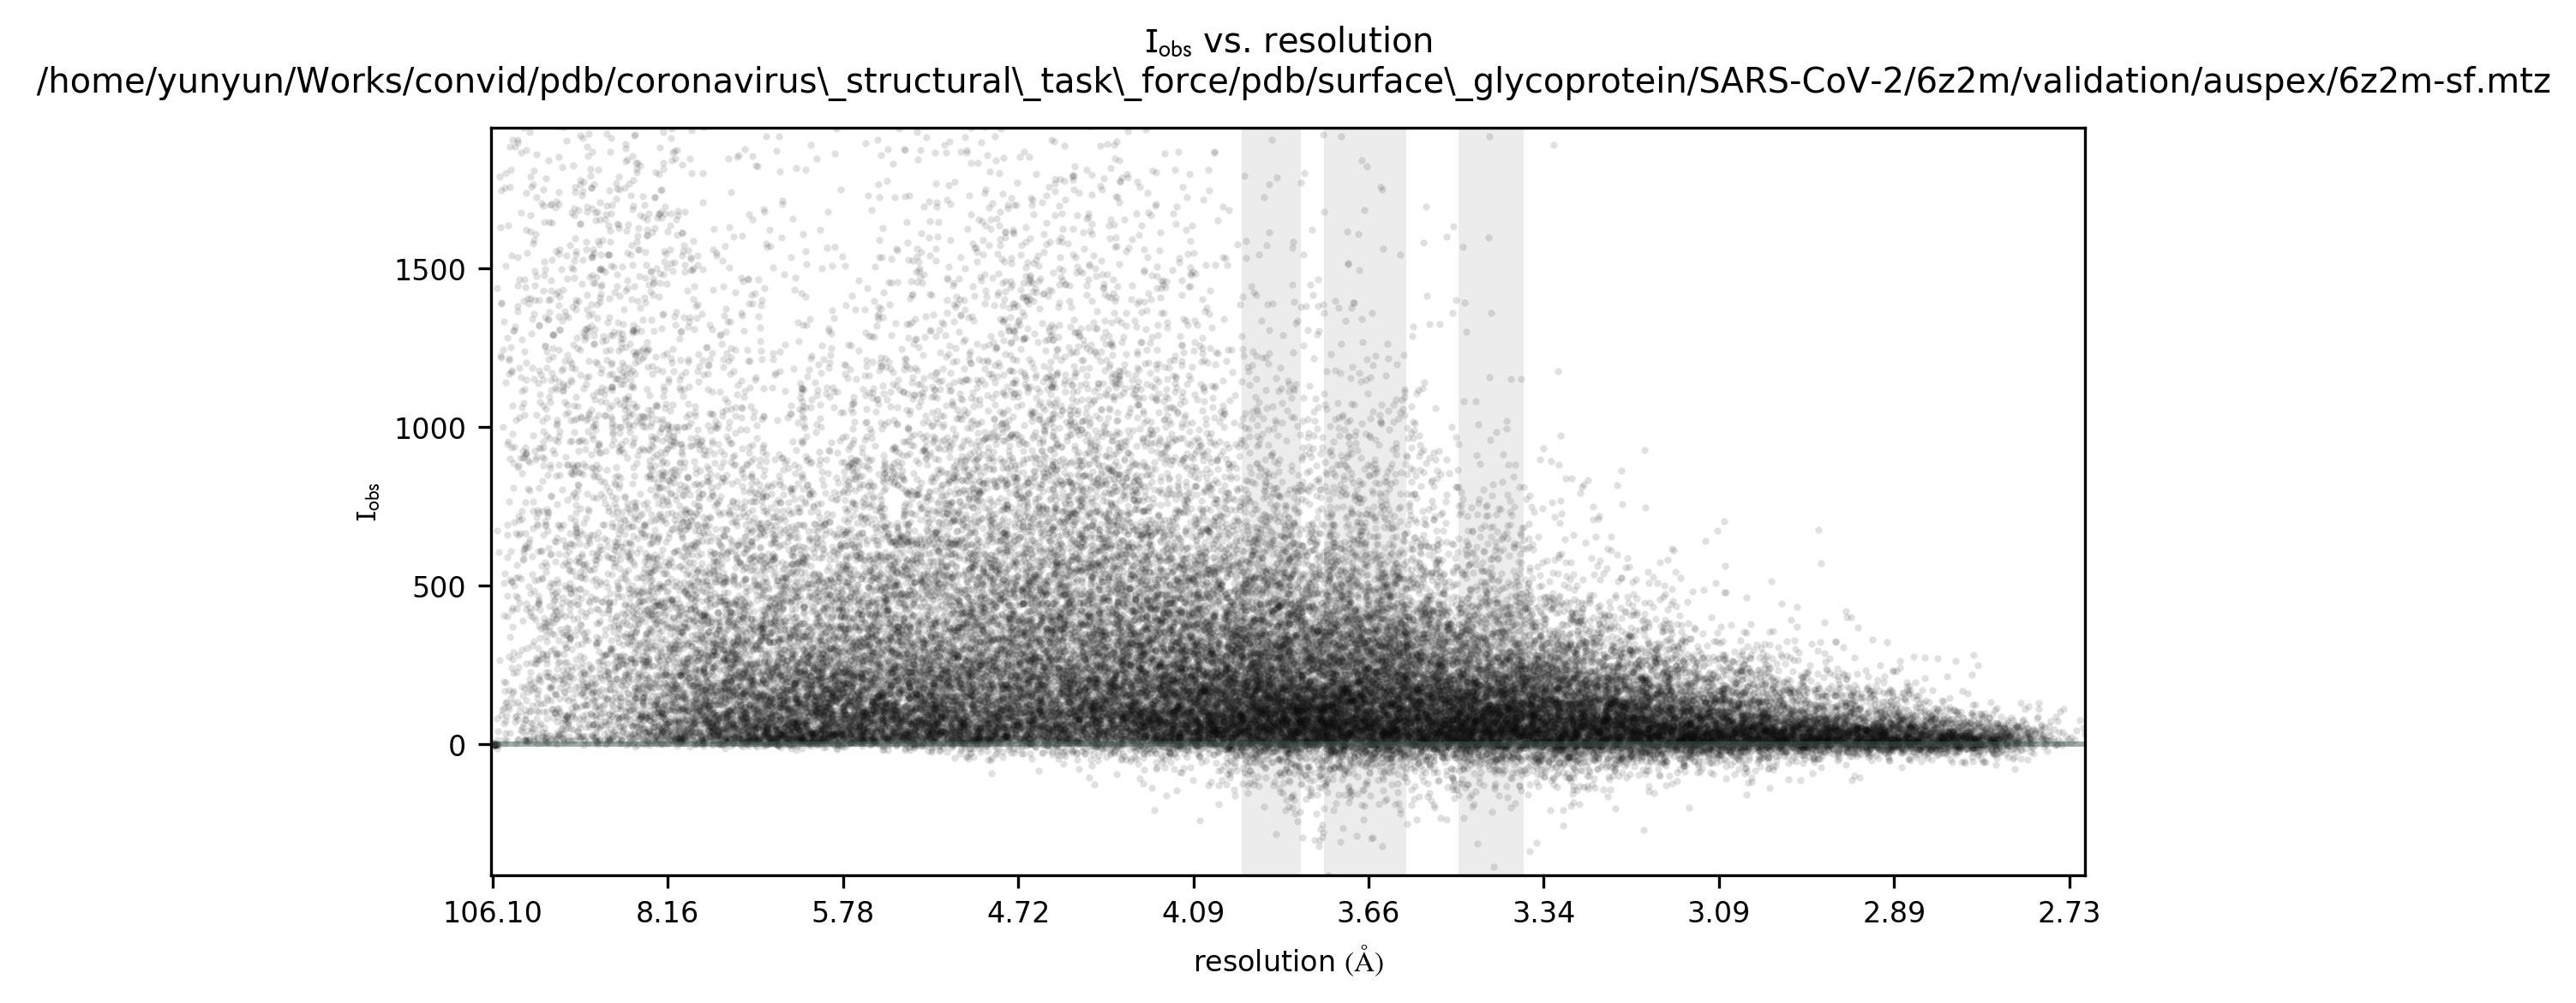 I_obs vs. resolution
/home/yunyun/Works/convid/pdb/coronavirus\_structural\_task\_force/pdb/surface\_glycoprotein/SARS-CoV-2/6z2m/validation/auspex/6z2m-sf.mtz
1500
1000
500
0
I_obs
106.10 8.16 5.78 4.72 4.09 3.66 3.34 3.09 2.89 2.73
resolution (Å)